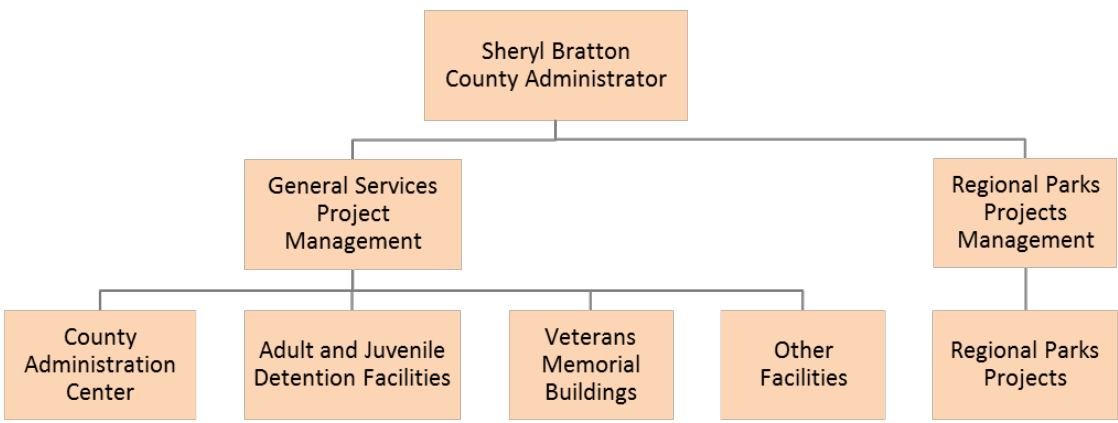 Sheryl Bratton
County Administrator
General Services
Project
Management
Regional Parks
Projects
Management
County
Administration
Center
Adult and Juvenile
Detention Facilities
Veterans
Memorial
Buildings
Other
Facilities
Regional Parks
Projects